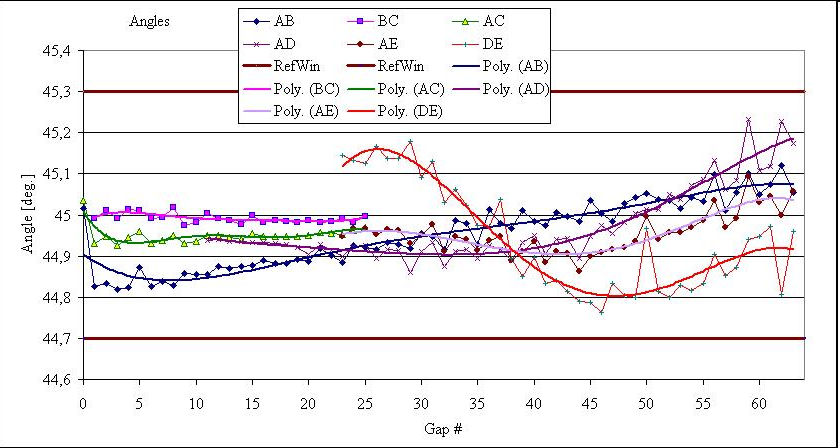 Angles
AB BC AC
AD AE DE
RefWin RefWin Poly. (AB)
Poly. (BC) Poly. (AC) Poly. (AD)
Poly. (AE) Poly. (DE)
45,4
45,3
45,2
45,1
45
44,9
44,8
44,7
44,6
Angle [deg.]
0 5 10 15 20 25 30 35 40 45 50 55 60
Gap #